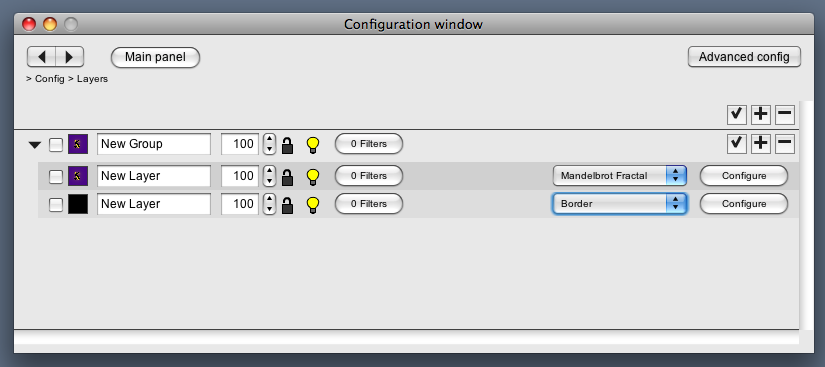 Configuration window
Main panel
Advanced config
> Config > Layers
New Group 100 0 Filters
New Layer 100 0 Filters Mandelbrot Fractal Configure
New Layer 100 0 Filters Border Configure